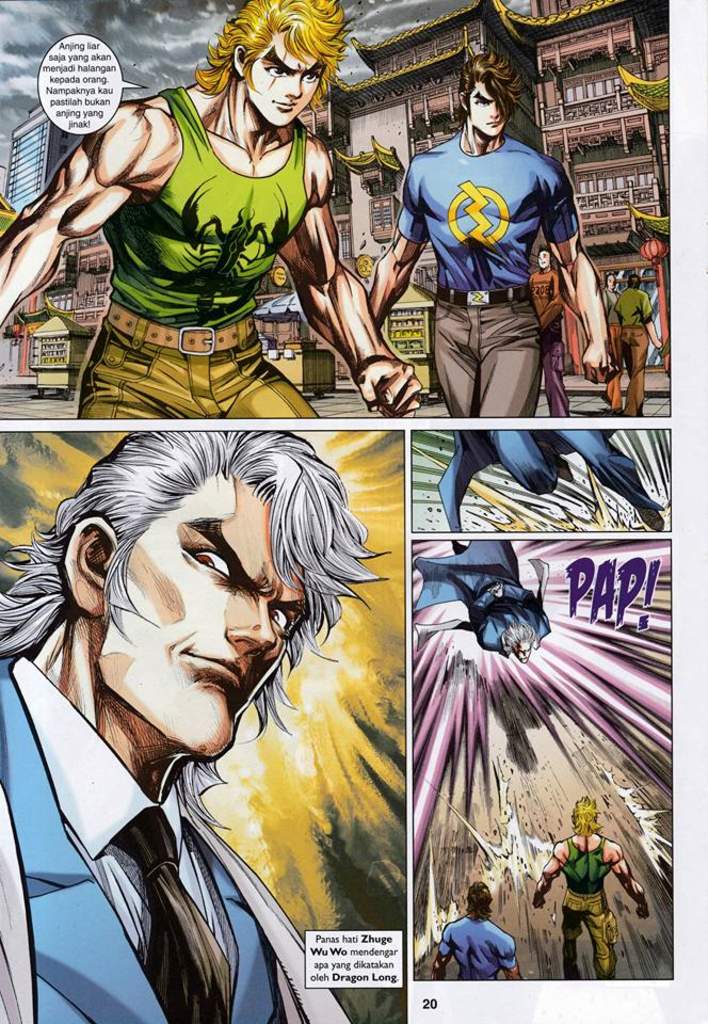 Anjing liar
saja yang akan
menjadi halangan
kepada orang.
Nampaknya kau
pastilah bukan
anjing yang
jinak!
PAP!
Panas hati Zhuge
Wu Wo mendengar
apa yang dikatakan
oleh Dragon Long.
20